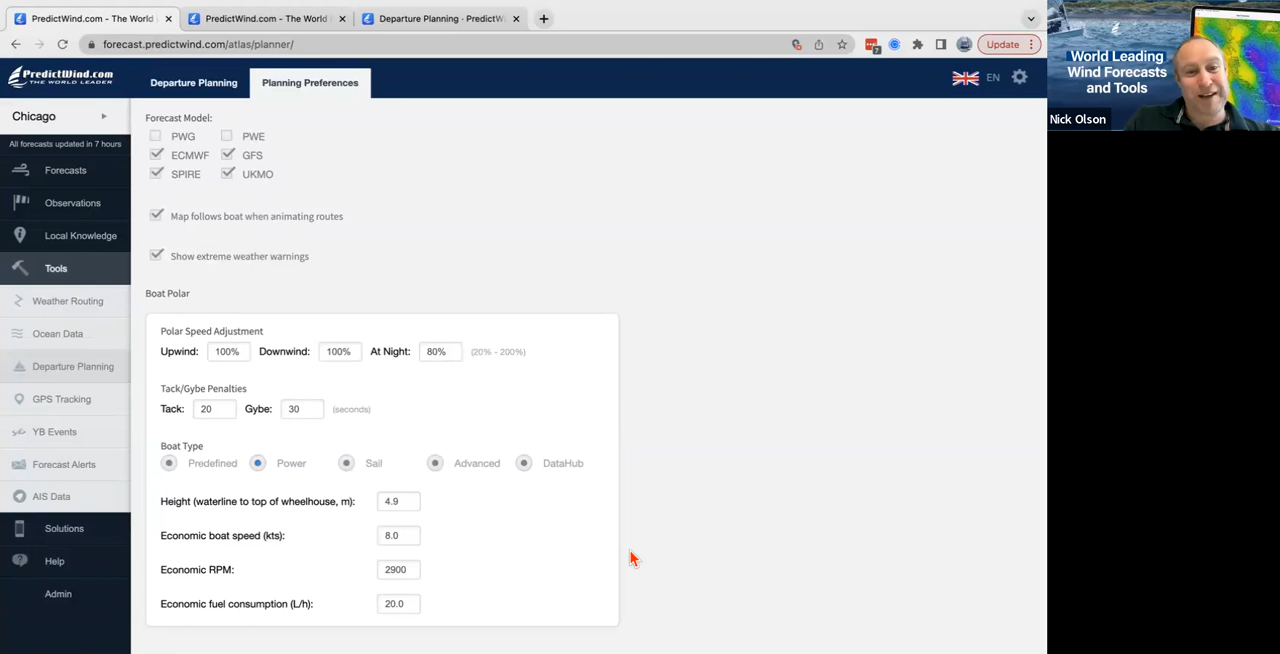 PredictWind.com - The World
PredictWind.com - The World
Departure Planning · PredictW
forecast.predictwind.com/atlas/planner/
7
Update
PredictWind.com
THE WORLD LEADER
Departure Planning
Planning Preferences
EN
Chicago
All forecasts updated in 7 hours
Forecasts
Observations
Local Knowledge
Tools
Weather Routing
Ocean Data
Departure Planning
GPS Tracking
YB Events
Forecast Alerts
AIS Data
Solutions
Help
Admin
Forecast Model:
PWG PWE
ECMWF GFS
SPIRE UKMO
Map follows boat when animating routes
Show extreme weather warnings
Boat Polar
Polar Speed Adjustment
Upwind: 100% Downwind: 100% At Night: 80% (20% - 200%)
Tack/Gybe Penalties
Tack: 20 Gybe: 30 (seconds)
Boat Type
Predefined Power Sail Advanced DataHub
Height (waterline to top of wheelhouse, m): 4.9
Economic boat speed (kts): 8.0
Economic RPM: 2900
Economic fuel consumption (L/h): 20.0
World Leading
Wind Forecasts
and Tools
Nick Olson